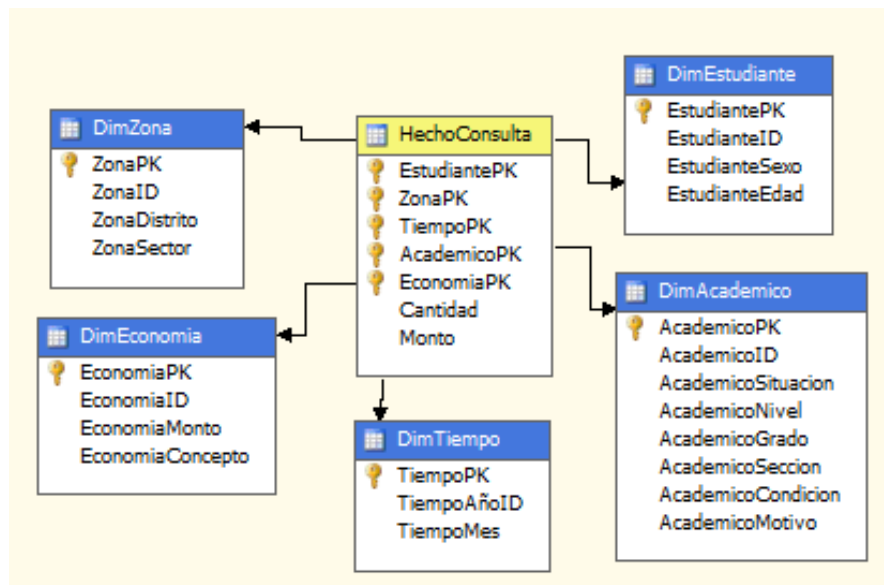 DimZona
ZonaPK
ZonaID
ZonaDistrito
ZonaSector
HechoConsulta
EstudiantePK
ZonaPK
TiempoPK
AcademicoPK
EconomiaPK
Cantidad
Monto
DimEstudiante
EstudiantePK
EstudianteID
EstudianteSexo
EstudianteEdad
DimEconomia
EconomiaPK
EconomiaID
EconomiaMonto
EconomiaConcepto
DimTiempo
TiempoPK
TiempoAñoID
TiempoMes
DimAcademico
AcademicoPK
AcademicoID
AcademicoSituacion
AcademicoNivel
AcademicoGrado
AcademicoSeccion
AcademicoCondicion
AcademicoMotivo